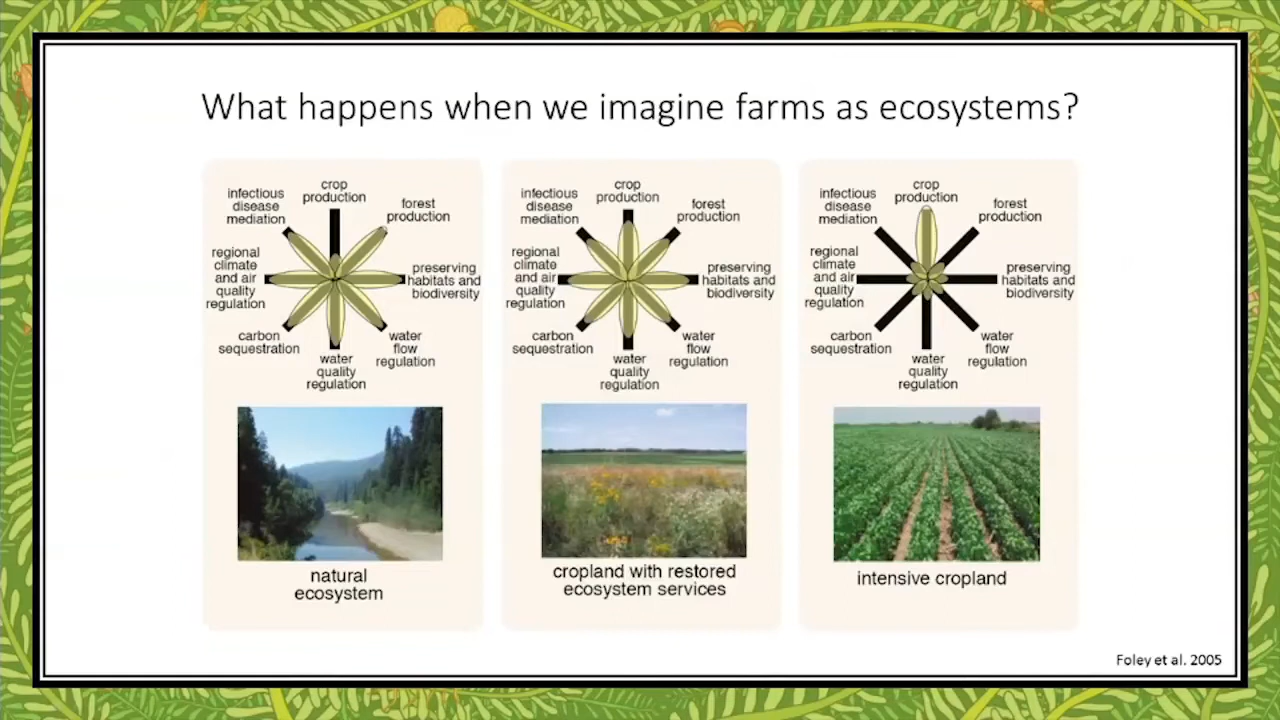 What happens when we imagine farms as ecosystems?
crop
production
infectious
disease
mediation
forest
production
regional
climate
and air
quality
regulation
preserving
habitats and
biodiversity
carbon
sequestration
water
flow
regulation
water
quality
regulation
natural
ecosystem
crop
production
infectious
disease
mediation
forest
production
regional
climate
and air
quality
regulation
preserving
habitats and
biodiversity
carbon
sequestration
water
flow
regulation
water
quality
regulation
cropland with restored
ecosystem services
crop
production
infectious
disease
mediation
forest
production
regional
climate
and air
quality
regulation
preserving
habitats and
biodiversity
carbon
sequestration
water
flow
regulation
water
quality
regulation
intensive cropland
Foley et al. 2005